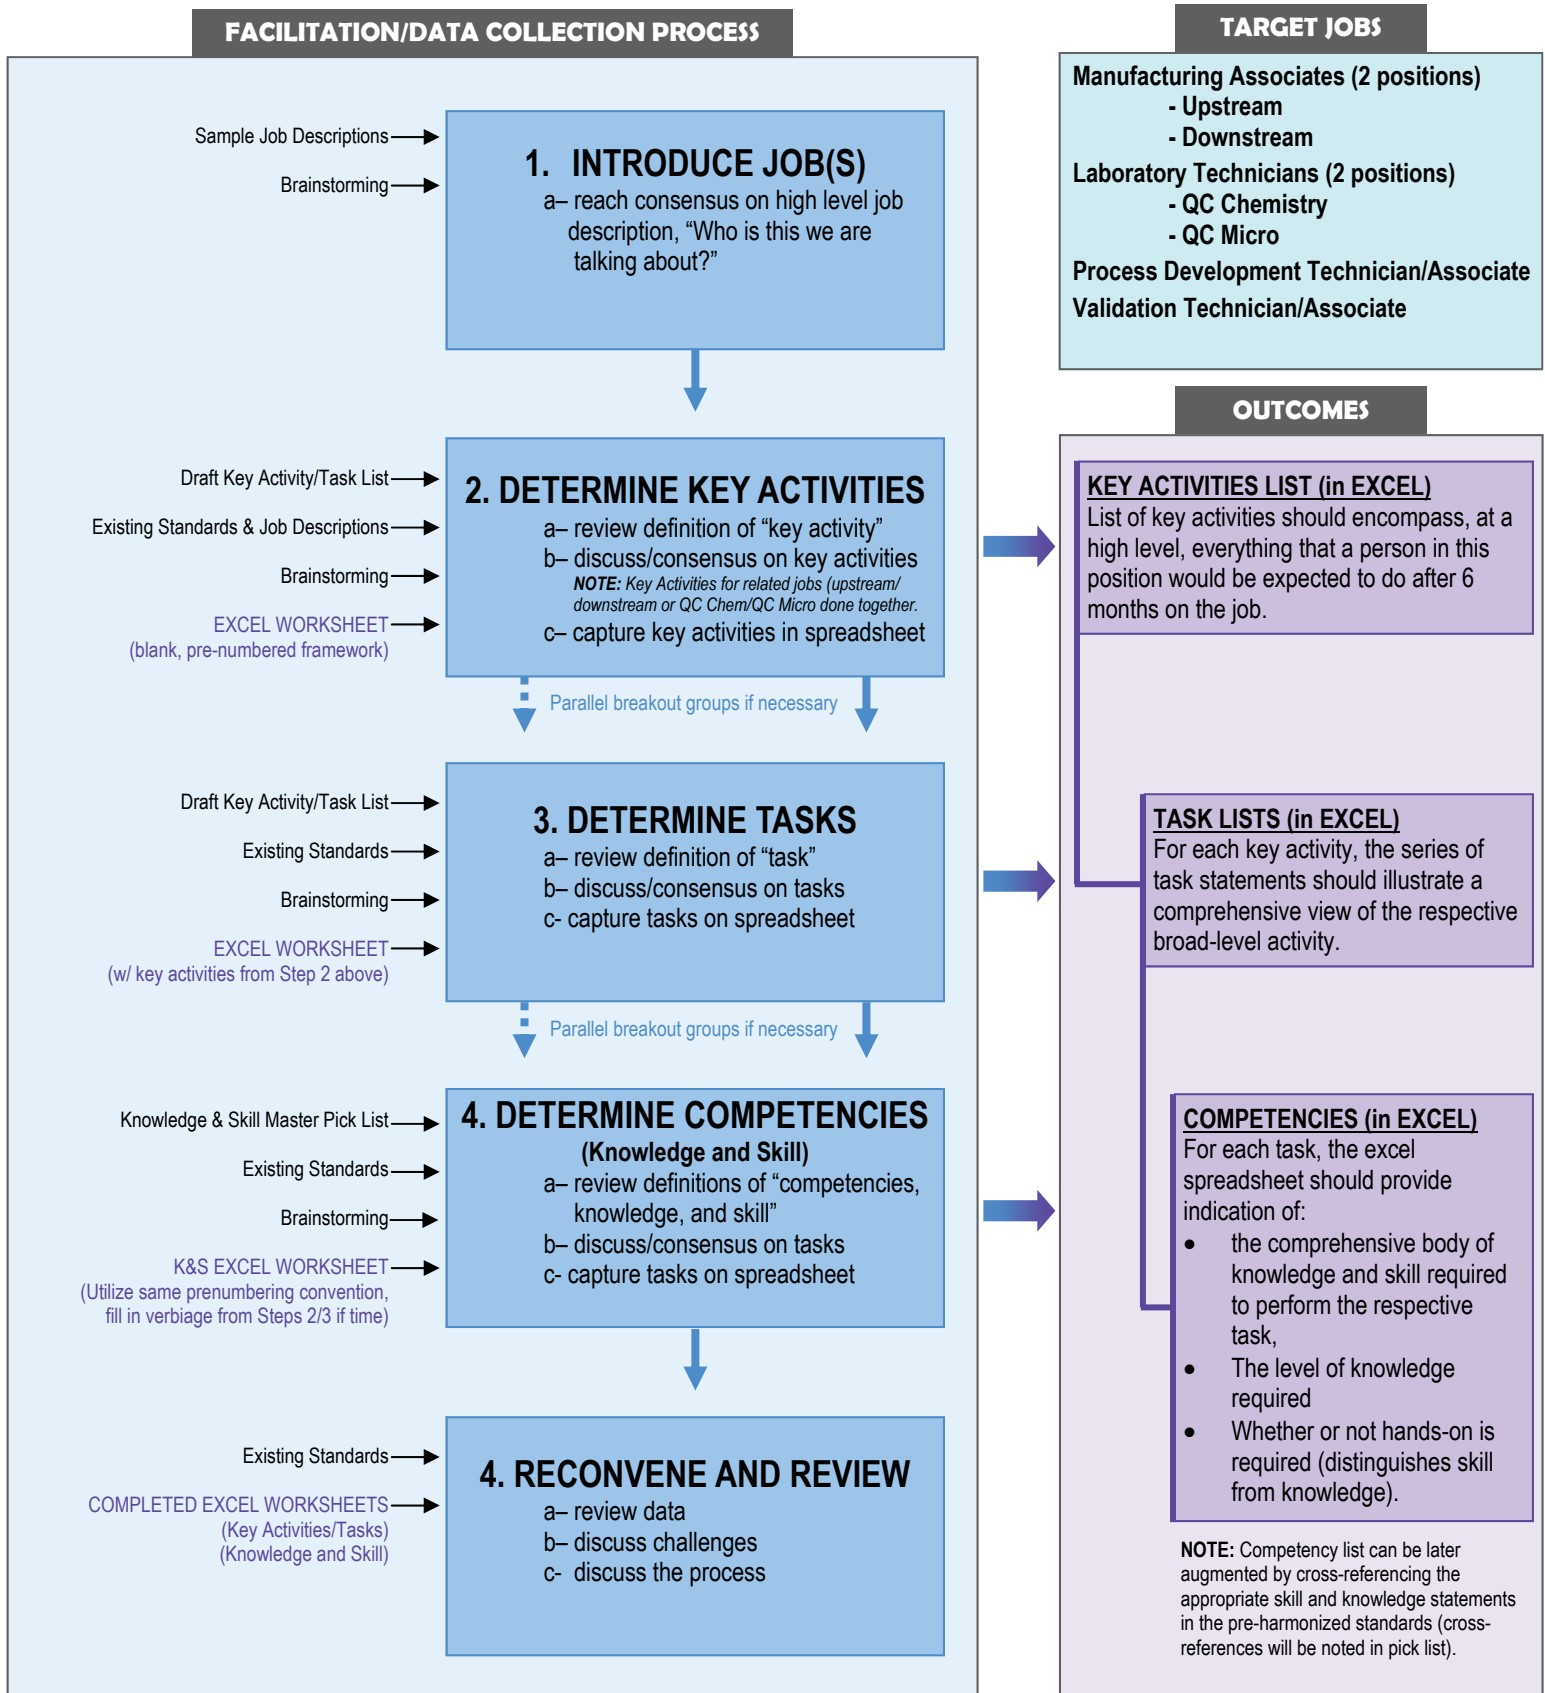 FACILITATION/DATA COLLECTION PROCESS
Sample Job Descriptions
Brainstorming
1. INTRODUCE JOB(S)
a– reach consensus on high level job
description, “Who is this we are
talking about?”
Draft Key Activity/Task List
Existing Standards & Job Descriptions
Brainstorming
EXCEL WORKSHEET
(blank, pre-numbered framework)
2. DETERMINE KEY ACTIVITIES
a– review definition of “key activity”
b– discuss/consensus on key activities
NOTE: Key Activities for related jobs (upstream/
downstream or QC Chem/QC Micro done together.
c– capture key activities in spreadsheet
Parallel breakout groups if necessary
Draft Key Activity/Task List
Existing Standards
Brainstorming
EXCEL WORKSHEET
(w/ key activities from Step 2 above)
3. DETERMINE TASKS
a– review definition of “task”
b– discuss/consensus on tasks
c- capture tasks on spreadsheet
Parallel breakout groups if necessary
Knowledge & Skill Master Pick List
Existing Standards
Brainstorming
K&S EXCEL WORKSHEET
(Utilize same prenumbering convention,
fill in verbiage from Steps 2/3 if time)
4. DETERMINE COMPETENCIES
(Knowledge and Skill)
a– review definitions of “competencies,
knowledge, and skill”
b– discuss/consensus on tasks
c- capture tasks on spreadsheet
Existing Standards
COMPLETED EXCEL WORKSHEETS
(Key Activities/Tasks)
(Knowledge and Skill)
4. RECONVENE AND REVIEW
a– review data
b– discuss challenges
c- discuss the process
TARGET JOBS
Manufacturing Associates (2 positions)
- Upstream
- Downstream
Laboratory Technicians (2 positions)
- QC Chemistry
- QC Micro
Process Development Technician/Associate
Validation Technician/Associate
OUTCOMES
KEY ACTIVITIES LIST (in EXCEL)
List of key activities should encompass, at a
high level, everything that a person in this
position would be expected to do after 6
months on the job.
TASK LISTS (in EXCEL)
For each key activity, the series of
task statements should illustrate a
comprehensive view of the respective
broad-level activity.
COMPETENCIES (in EXCEL)
For each task, the excel
spreadsheet should provide
indication of:
• the comprehensive body of
knowledge and skill required
to perform the respective
task,
• The level of knowledge
required
• Whether or not hands-on is
required (distinguishes skill
from knowledge).
NOTE: Competency list can be later
augmented by cross-referencing the
appropriate skill and knowledge statements
in the pre-harmonized standards (cross-
references will be noted in pick list).